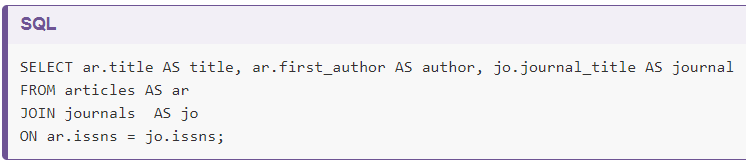 SQL
SELECT ar.title AS title, ar.first_author AS author, jo.journal_title AS journal
FROM articles AS ar
JOIN journals  AS jo
ON ar.issns = jo.issns;